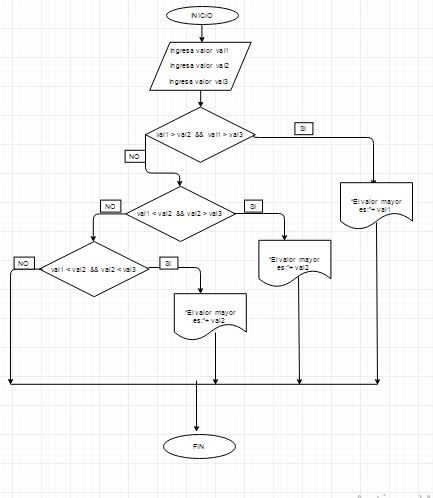 INICIO
Ingresa valor val1
Ingresa valor val2
Ingresa valor val3
val1 > val2 && val1 > val3
SI
NO
"El valor mayor
es:"+ val1
NO
val1 < val2 && val2 > val3
SI
"El valor mayor
es:"+ val2
NO
val1 < val2 && val2 < val3
SI
"El valor mayor
es:"+ val2
FIN